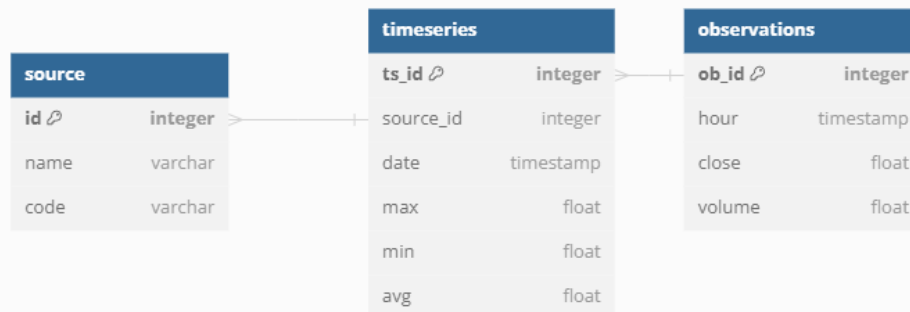 source
id integer
name varchar
code varchar
timeseries
ts_id integer
source_id integer
date timestamp
max float
min float
avg float
observations
ob_id integer
hour timestamp
close float
volume float